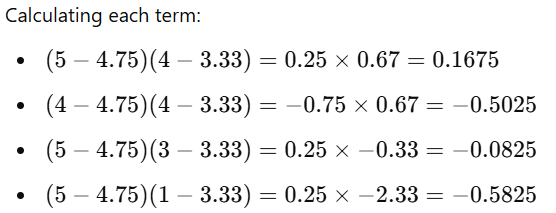 Calculating each term:
• (5 − 4.75)(4 − 3.33) = 0.25 × 0.67 = 0.1675
• (4 − 4.75)(4 − 3.33) = −0.75 × 0.67 = −0.5025
• (5 − 4.75)(3 − 3.33) = 0.25 × −0.33 = −0.0825
• (5 − 4.75)(1 − 3.33) = 0.25 × −2.33 = −0.5825